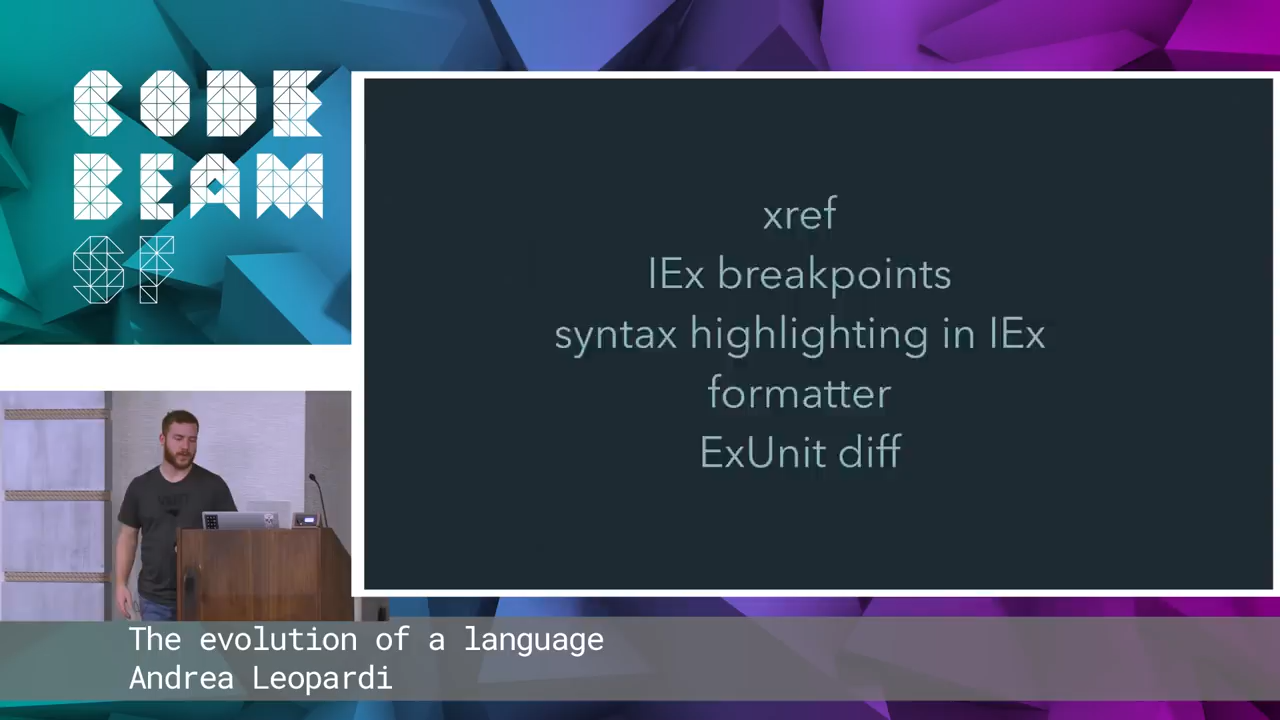 CODE
BEAM
SF
xref
IEx breakpoints
syntax highlighting in IEx
formatter
ExUnit diff
The evolution of a language
Andrea Leopardi